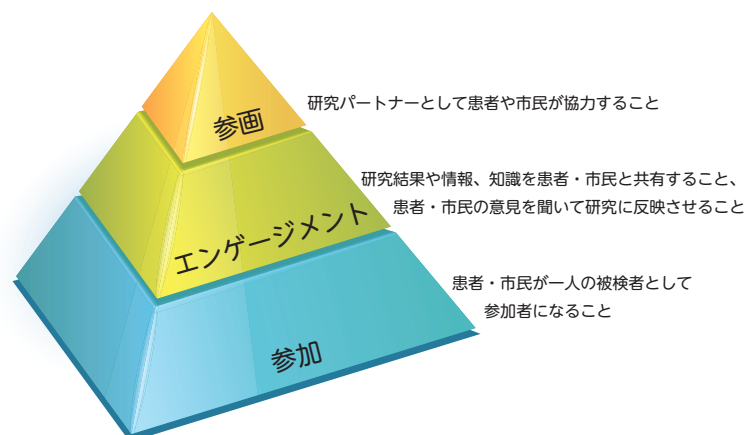 参画
研究パートナーとして患者や市民が協力すること
エンゲージメント
研究結果や情報、知識を患者・市民と共有すること、
患者・市民の意見を聞いて研究に反映させること
参加
患者・市民が一人の被検者として
参加者になること